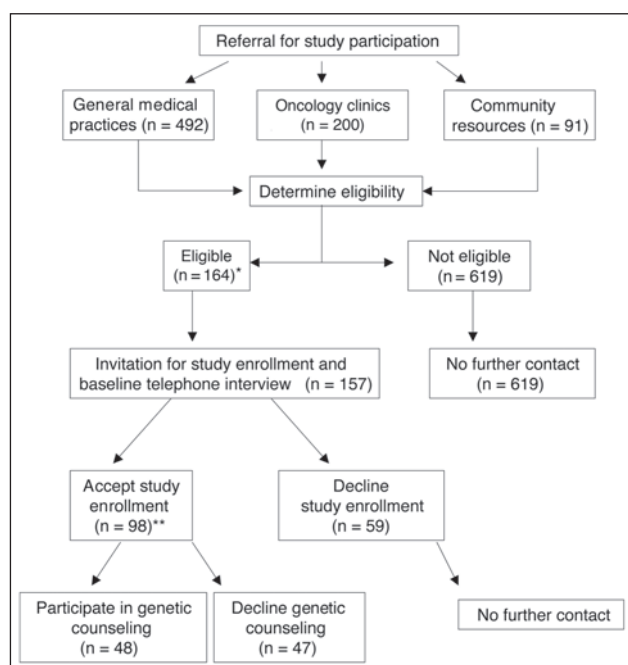 Referral for study participation
General medical
practices (n = 492)
Oncology clinics
(n = 200)
Community
resources (n = 91)
Determine eligibility
Eligible
(n = 164)*
Not eligible
(n = 619)
Invitation for study enrollment and
baseline telephone interview (n = 157)
No further contact
(n = 619)
Accept study
enrollment
(n = 98)**
Decline
study enrollment
(n = 59)
Participate in genetic
counseling
(n = 48)
Decline genetic
counseling
(n = 47)
No further contact